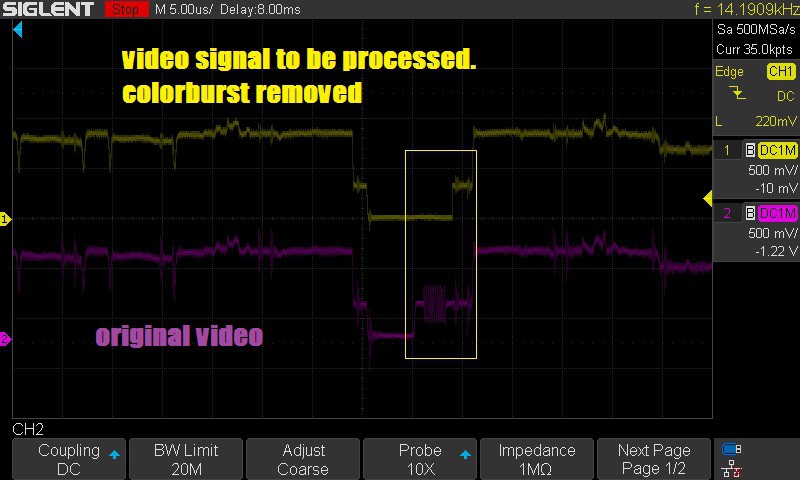 SIGLENT Stop M 5.00us/ Delay:8.00ms f = 14.1909kHz
Sa 500MSa/s
Curr 35.0kpts
video signal to be processed.
colorburst removed
Edge CH1
DC
L 220mV
1 B DC1M
500 mV/
-10 mV
1
2 B DC1M
500 mV/
-1.22 V
original video
2
CH2
Coupling
DC
BW Limit
20M
Adjust
Coarse
Probe
10X
Impedance
1MΩ
Next Page
Page 1/2